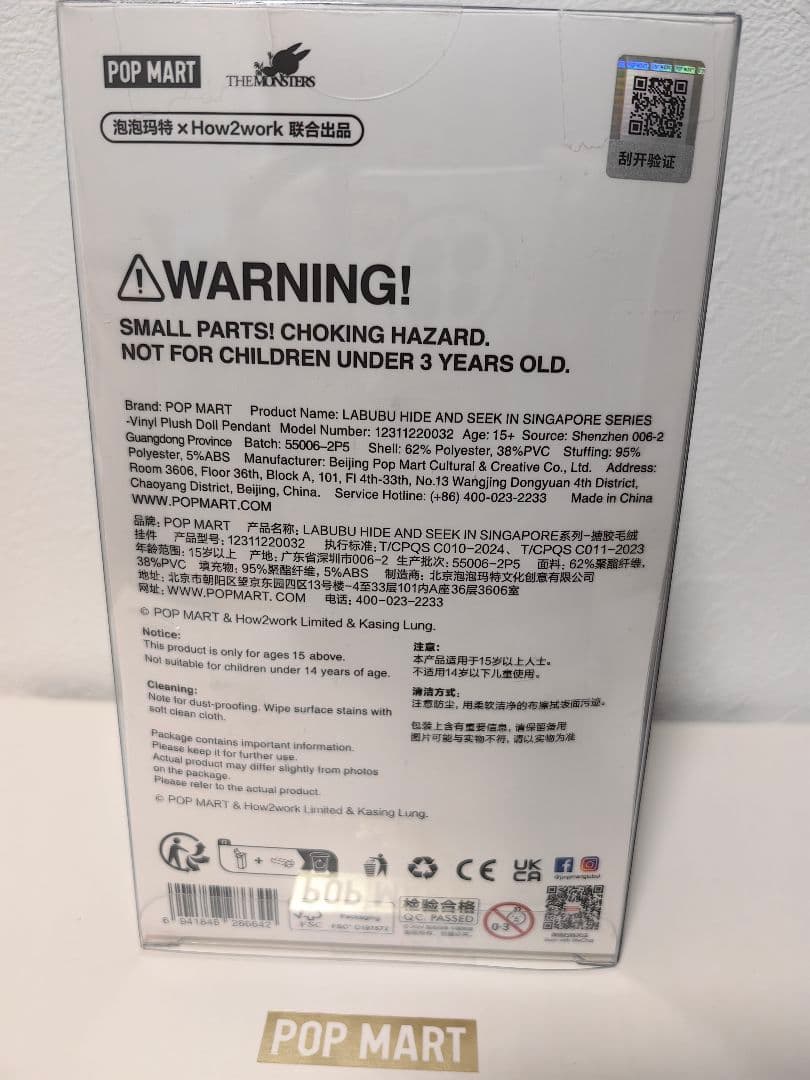 POP MART
THE MONSTERS
泡泡玛特×How2work 联合出品
刮开验证
WARNING!
SMALL PARTS! CHOKING HAZARD.
NOT FOR CHILDREN UNDER 3 YEARS OLD.
Brand: POP MART Product Name: LABUBU HIDE AND SEEK IN SINGAPORE SERIES
-Vinyl Plush Doll Pendant Model Number: 12311220032 Age: 15+ Source: Shenzhen 006-2
Guangdong Province Batch: 55006-2P5 Shell: 62% Polyester, 38%PVC Stuffing: 95%
Polyester, 5%ABS Manufacturer: Beijing Pop Mart Cultural & Creative Co., Ltd. Address:
Room 3606, Floor 36th, Block A, 101, Fl 4th-33th, No.13 Wangjing Dongyuan 4th District,
Chaoyang District, Beijing, China. Service Hotline: (+86) 400-023-2233 Made in China
WWW.POPMART.COM
品牌: POP MART 产品名称: LABUBU HIDE AND SEEK IN SINGAPORE系列-搪胶毛绒
挂件 产品型号: 12311220032 执行标准: T/CPQS C010-2024、T/CPQS C011-2023
年龄范围: 15岁以上 产地: 广东省深圳市006-2 生产批次: 55006-2P5 面料: 62%聚酯纤维,
38%PVC 填充物: 95%聚酯纤维, 5%ABS 制造商: 北京泡泡玛特文化创意有限公司
地址: 北京市朝阳区望京东园四区13号楼-4至33层101内A座36层3606室
网址: WWW.POPMART.COM 电话: 400-023-2233
© POP MART & How2work Limited & Kasing Lung.
Notice:
This product is only for ages 15 above.
Not suitable for children under 14 years of age.
Cleaning:
Note for dust-proofing. Wipe surface stains with
soft clean cloth.
Package contains important information.
Please keep it for further use.
Actual product may differ slightly from photos
on the package.
Please refer to the actual product.
© POP MART & How2work Limited & Kasing Lung.
注意:
本产品适用于15岁以上人士。
不适用14岁以下儿童使用。
清洁方式:
注意防尘, 用柔软洁净的布擦拭表面污迹。
包装上含有重要信息, 请保留备用
图片可能与实物不符, 请以实物为准
CE
UK
CA
@popmartglobal
6 941848 266642
FSC
Packaging
检验合格
QC. PASSED
0-3
POP MART